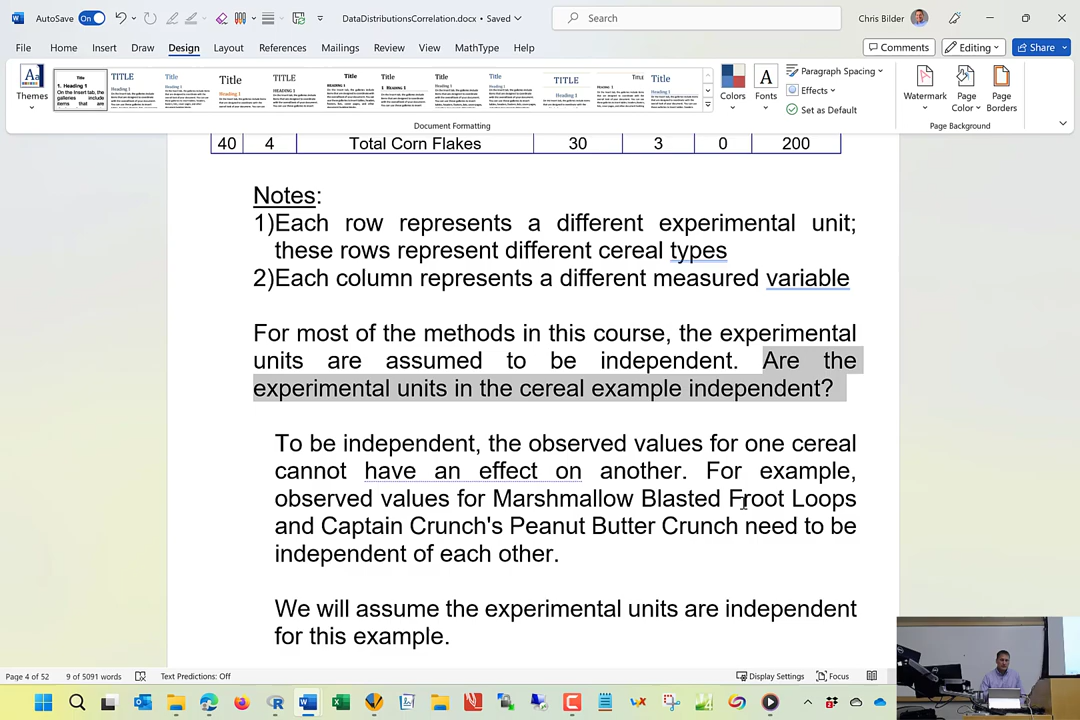 AutoSave On DataDistributionsCorrelation.docx • Saved Search Chris Bilder
File Home Insert Draw Design Layout References Mailings Review View MathType Help Comments Editing Share
Themes Colors Fonts Paragraph Spacing Effects Set as Default Watermark Page Color Page Borders
Document Formatting Page Background
40 4 Total Corn Flakes 30 3 0 200
Notes:
1)Each row represents a different experimental unit;
these rows represent different cereal types
2)Each column represents a different measured variable
For most of the methods in this course, the experimental
units are assumed to be independent. Are the
experimental units in the cereal example independent?
To be independent, the observed values for one cereal
cannot have an effect on another. For example,
observed values for Marshmallow Blasted Froot Loops
and Captain Crunch's Peanut Butter Crunch need to be
independent of each other.
We will assume the experimental units are independent
for this example.
Page 4 of 52 9 of 5091 words Text Predictions: Off Display Settings Focus